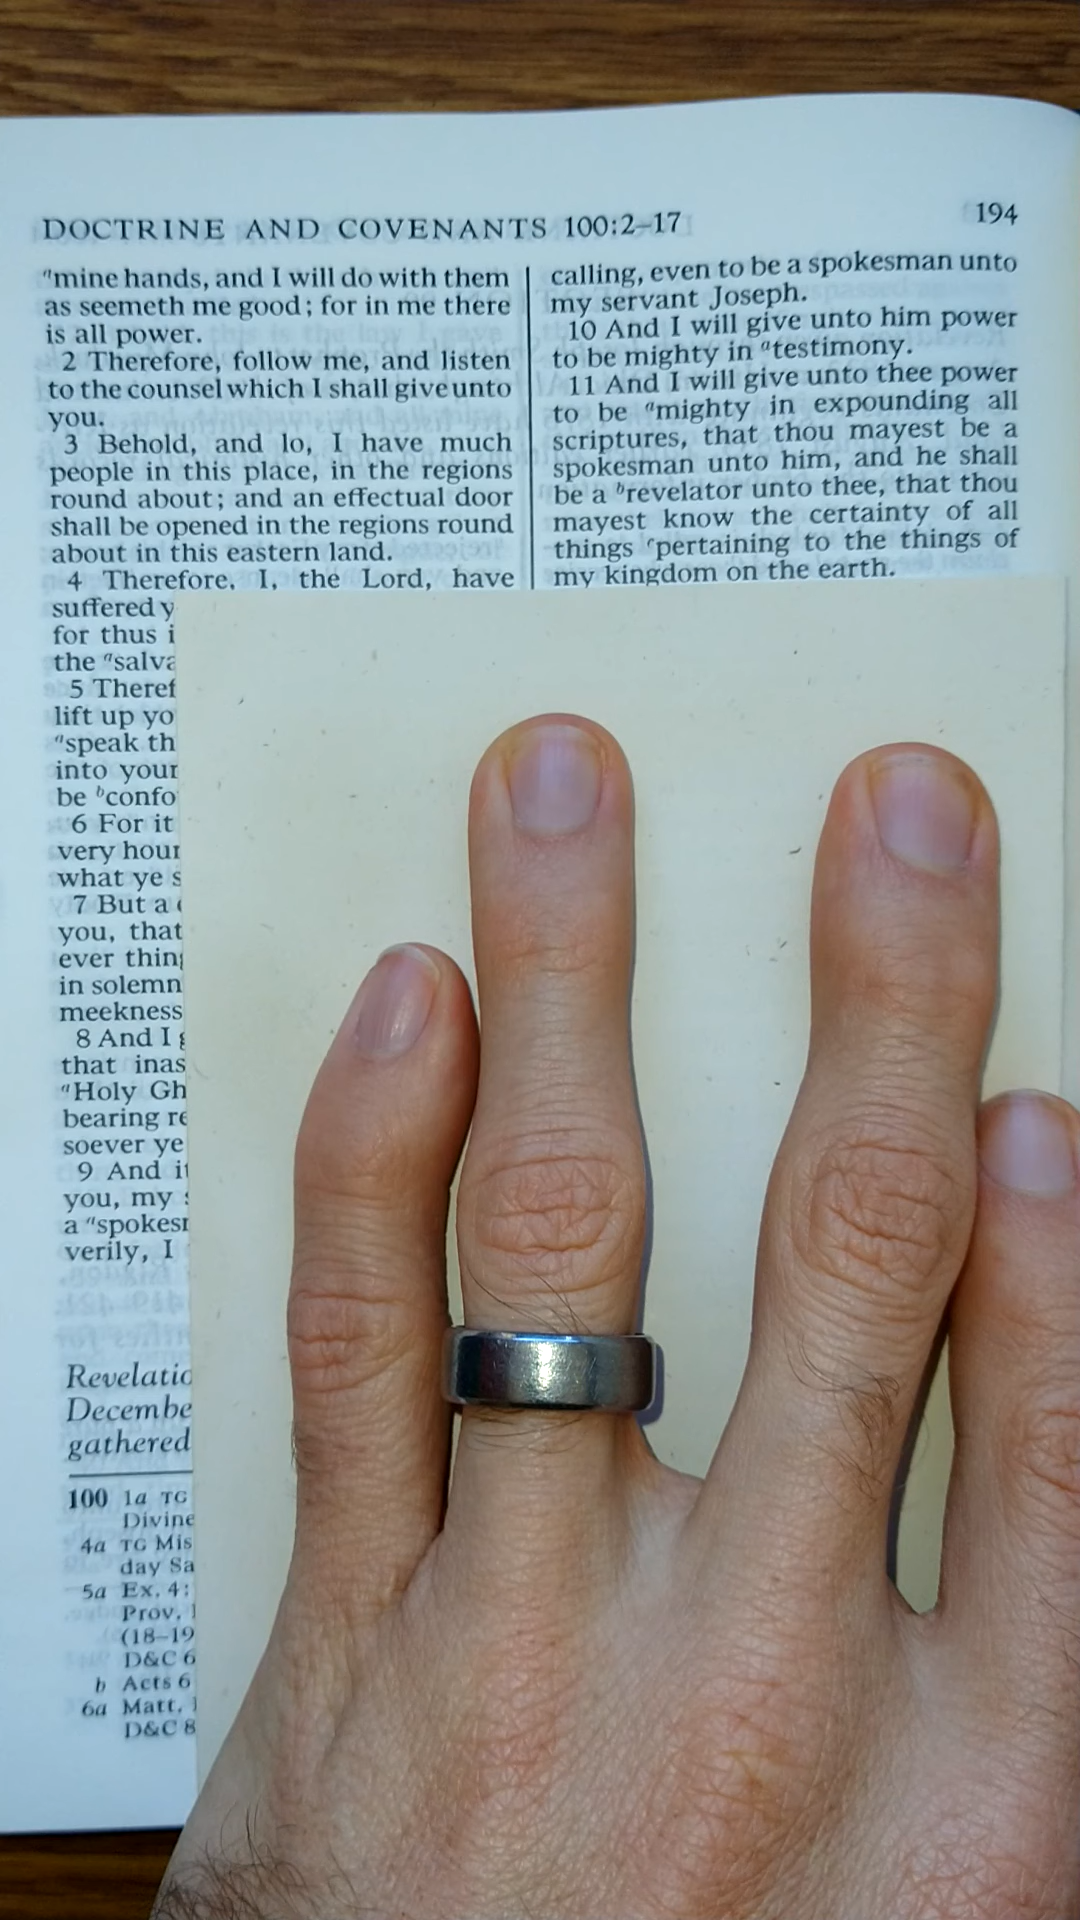 DOCTRINE AND COVENANTS 100:2–17
194
ᵃmine hands, and I will do with them
as seemeth me good; for in me there
is all power.
2 Therefore, follow me, and listen
to the counsel which I shall give unto
you.
3 Behold, and lo, I have much
people in this place, in the regions
round about; and an effectual door
shall be opened in the regions round
about in this eastern land.
4 Therefore, I, the Lord, have
suffered y
for thus i
the ᵃsalva
5 Theref
lift up yo
ᵃspeak th
into your
be ᵇconfo
6 For it
very hour
what ye s
7 But a
you, that
ever thing
in solemn
meekness
8 And I g
that inas
ᵃHoly Gh
bearing re
soever ye
9 And it
you, my s
a ᵃspokesr
verily, I
Revelatio
Decembe
gathered
100 1a TG
Divine
4a TG Mis
day Sa
5a Ex. 4:
Prov.
(18–19
D&C 6
b Acts 6
6a Matt.
D&C 8
calling, even to be a spokesman unto
my servant Joseph.
10 And I will give unto him power
to be mighty in ᵃtestimony.
11 And I will give unto thee power
to be ᵃmighty in expounding all
scriptures, that thou mayest be a
spokesman unto him, and he shall
be a ᵇrevelator unto thee, that thou
mayest know the certainty of all
things ᶜpertaining to the things of
my kingdom on the earth.